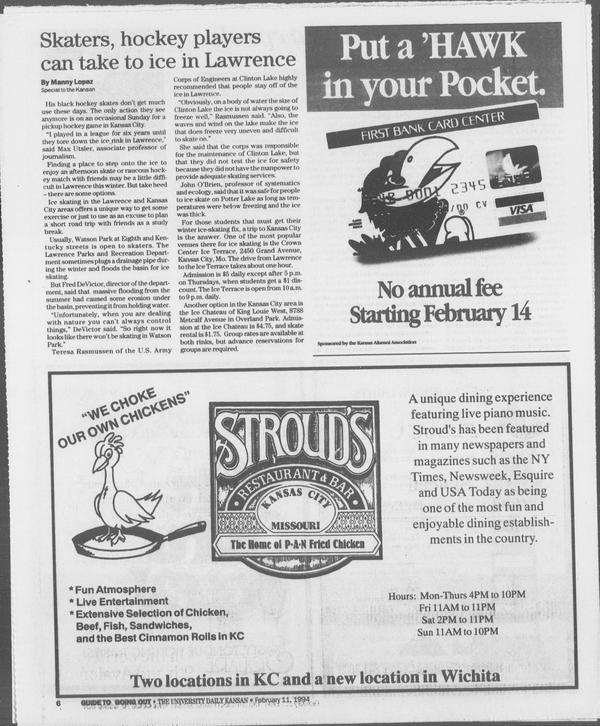 Skaters, hockey players
can take to ice in Lawrence
By Manny Lopez
Special to the Kansan
His black hockey skates don't get much
use these days. The only action they see
anymore is on an occasional Sunday for a
pickup hockey game in Kansas City.
"I played in a league for six years until
they tore down the ice rink in Lawrence,"
said Max Utsler, associate professor of
journalism.
Finding a place to step onto the ice to
enjoy an afternoon skate or raucous hock-
ey match with friends may be a little diffi-
cult in Lawrence this winter. But take heed
– there are some options.
Ice skating in the Lawrence and Kansas
City areas offers a unique way to get some
exercise or just to use as an excuse to plan
a short road trip with friends as a study
break.
Usually, Watson Park at Eighth and Ken-
tucky streets is open to skaters. The
Lawrence Parks and Recreation Depart-
ment sometimes plugs a drainage pipe dur-
ing the winter and floods the basin for ice
skating.
But Fred DeVictor, director of the depart-
ment, said that massive flooding from the
summer had caused some erosion under
the basin, preventing it from holding water.
"Unfortunately, when you are dealing
with nature you can't always control
things," DeVictor said. "So right now it
looks like there won't be skating in Watson
Park."
Teresa Rasmussen of the U.S. Army
Corps of Engineers at Clinton Lake highly
recommended that people stay off of the
ice in Lawrence.
"Obviously, on a body of water the size of
Clinton Lake the ice is not always going to
freeze well," Rasmussen said. "Also, the
waves and wind on the lake make the ice
that does freeze very uneven and difficult
to skate on."
She said that the corps was responsible
for the maintenance of Clinton Lake, but
that they did not test the ice for safety
because they did not have the manpower to
provide adequate skating services.
John O'Brien, professor of systematics
and ecology, said that it was safe for people
to ice skate on Potter Lake as long as tem-
peratures were below freezing and the ice
was thick.
For those students that must get their
winter ice-skating fix, a trip to Kansas City
is the answer. One of the most popular
venues there for ice skating is the Crown
Center Ice Terrace, 2450 Grand Avenue,
Kansas City, Mo. The drive from Lawrence
to the Ice Terrace takes about one hour.
Admission is $5 daily except after 5 p.m.
on Thursdays, when students get a $1 dis-
count. The Ice Terrace is open from 10 a.m.
to 9 p.m. daily.
Another option in the Kansas City area is
the Ice Chateau of King Louie West, 8788
Metcalf Avenue in Overland Park. Admis-
sion at the Ice Chateau is $4.75, and skate
rental is $1.75. Group rates are available at
both rinks, but advance reservations for
groups are required.
Put a 'HAWK
in your Pocket.
FIRST BANK CARD CENTER
2345
CV
VISA
No annual fee
Starting February 14
Sponsored by the Kansas Alumni Association
"WE CHOKE
OUR OWN CHICKENS"
STROUD'S
RESTAURANT & BAR
KANSAS CITY
MISSOURI
The Home of P-A-N Fried Chicken
A unique dining experience
featuring live piano music.
Stroud's has been featured
in many newspapers and
magazines such as the NY
Times, Newsweek, Esquire
and USA Today as being
one of the most fun and
enjoyable dining establish-
ments in the country.
* Fun Atmosphere
* Live Entertainment
* Extensive Selection of Chicken,
Beef, Fish, Sandwiches,
and the Best Cinnamon Rolls in KC
Hours: Mon-Thurs 4PM to 10PM
Fri 11AM to 11PM
Sat 2PM to 11PM
Sun 11AM to 10PM
Two locations in KC and a new location in Wichita
6 GUIDE TO GOING OUT • THE UNIVERSITY DAILY KANSAN • February 11, 1994